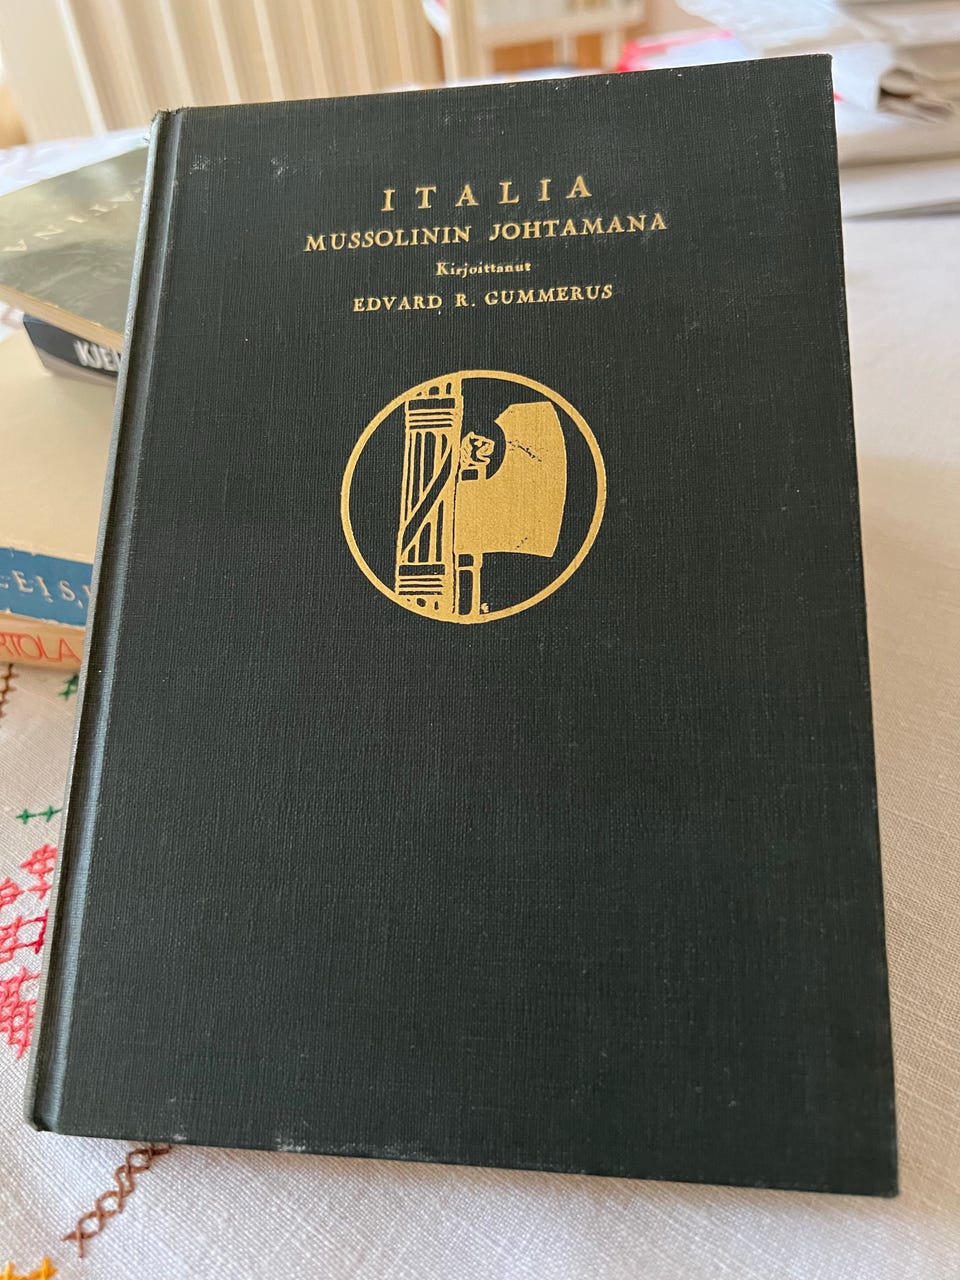 ITALIA
MUSSOLININ JOHTAMANA
Kirjoittanut
EDVARD R. GUMMERUS